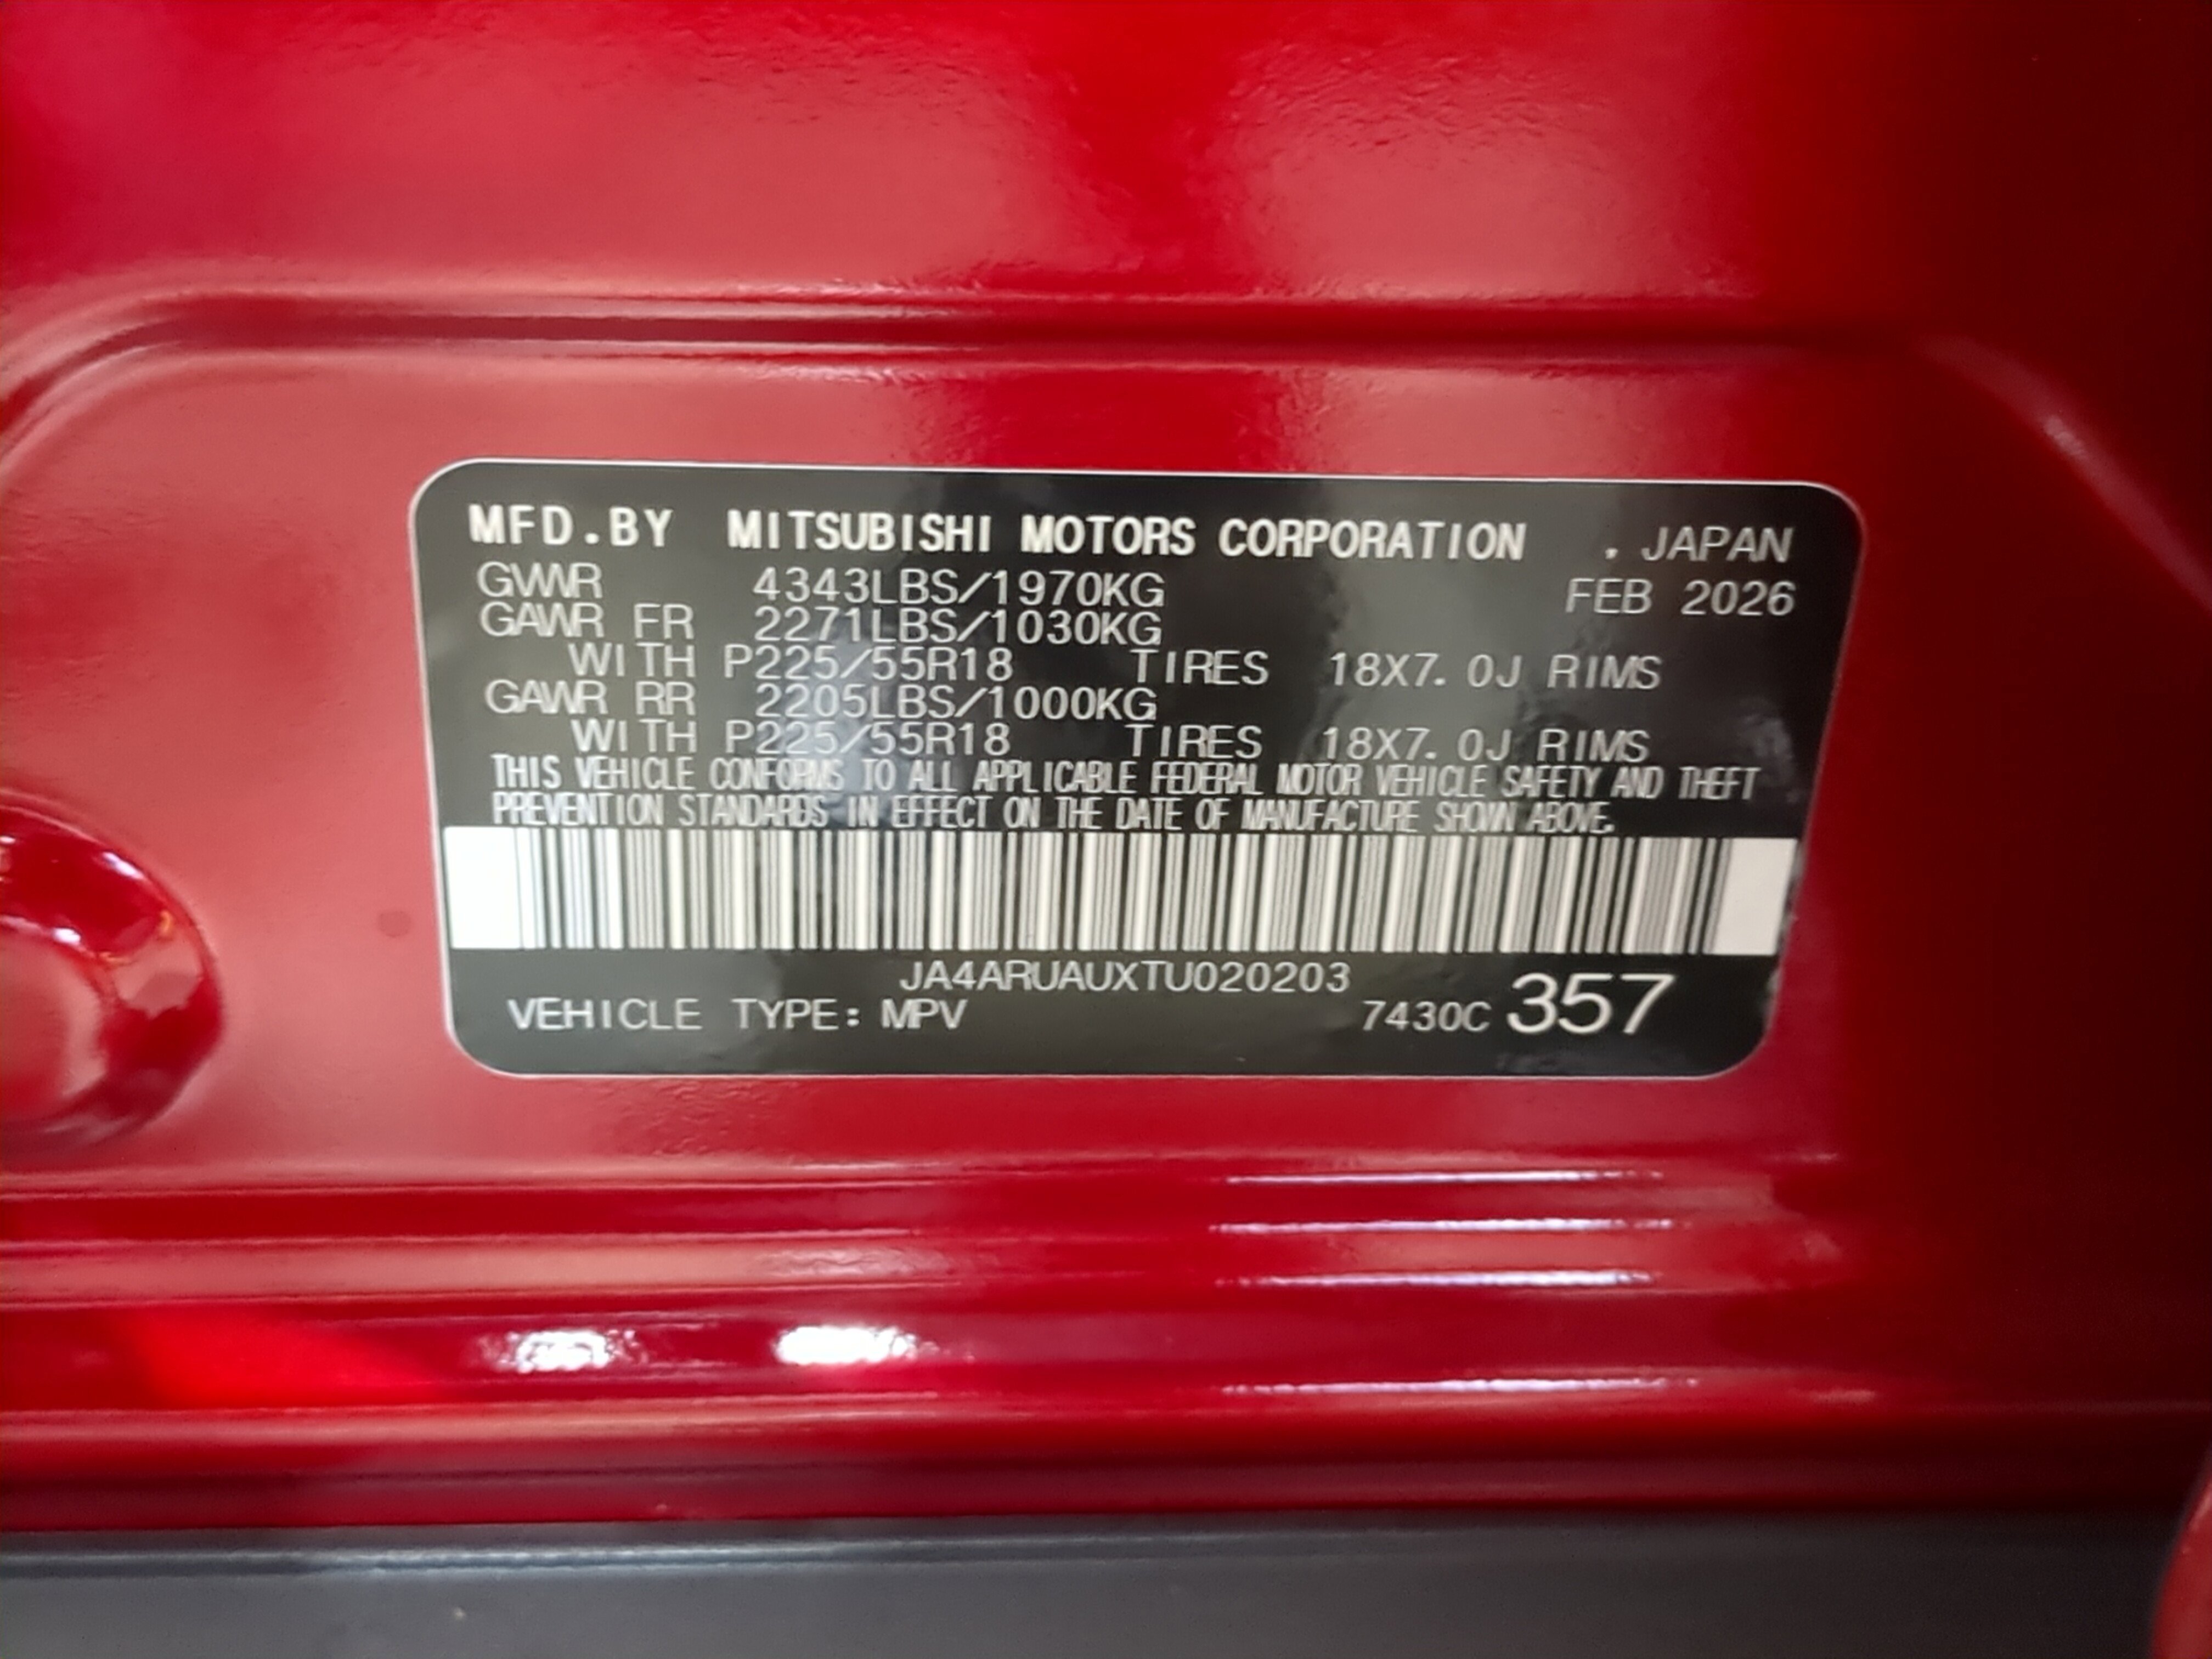 MFD.BY MITSUBISHI MOTORS CORPORATION . JAPAN
GVWR 4343LBS/1970KG FEB 2026
GAWR FR 2271LBS/1030KG
WITH P225/55R18 TIRES 18X7.0J RIMS
GAWR RR 2205LBS/1000KG
WITH P225/55R18 TIRES 18X7.0J RIMS
THIS VEHICLE CONFORMS TO ALL APPLICABLE FEDERAL MOTOR VEHICLE SAFETY AND THEFT
PREVENTION STANDARDS IN EFFECT ON THE DATE OF MANUFACTURE SHOWN ABOVE.
JA4ARUAUXTU020203
VEHICLE TYPE: MPV 7430C 357